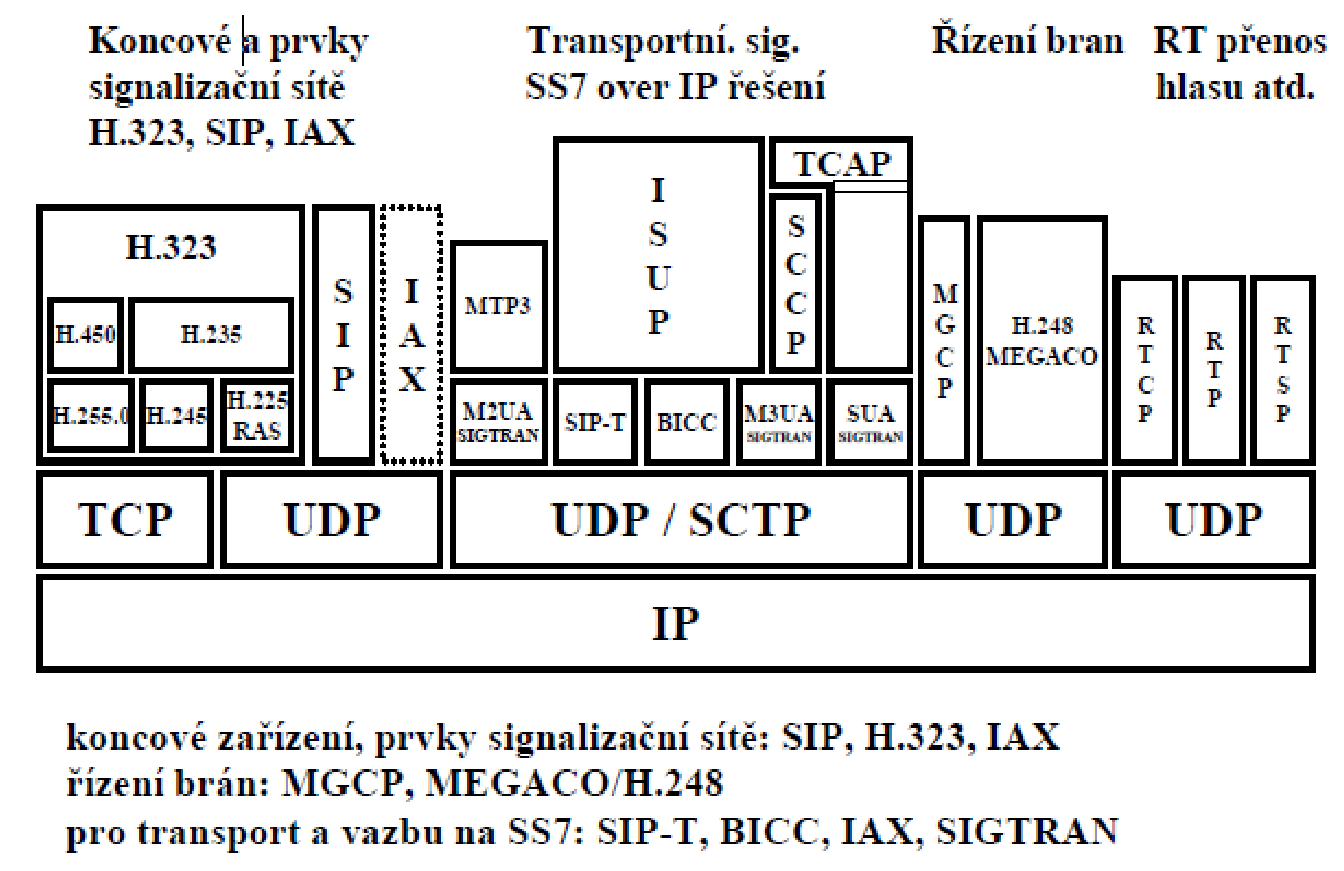 Koncové a prvky
signalizační sítě
H.323, SIP, IAX
Transportní. sig.
SS7 over IP řešení
Řízení bran
RT přenos
hlasu atd.
H.323
H.450
H.235
H.255.0
H.245
H.225
RAS
SIP
IAX
MTP3
ISUP
TCAP
SCCP
M2UA
SIGTRAN
SIP-T
BICC
M3UA
SIGTRAN
SUA
SIGTRAN
MGCP
H.248
MEGACO
RTCP
RTP
RTSP
TCP
UDP
UDP / SCTP
UDP
UDP
IP
koncové zařízení, prvky signalizační sítě: SIP, H.323, IAX
řízení brán: MGCP, MEGACO/H.248
pro transport a vazbu na SS7: SIP-T, BICC, IAX, SIGTRAN